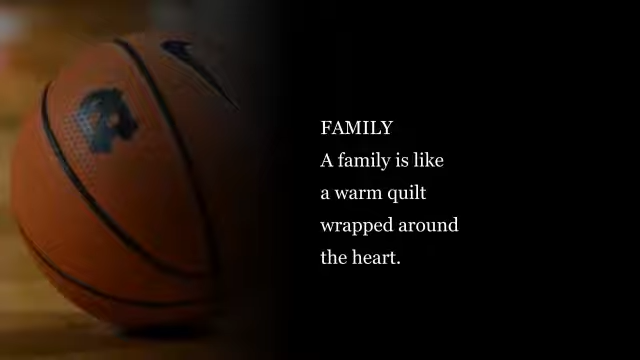 FAMILY
A family is like
a warm quilt
wrapped around
the heart.